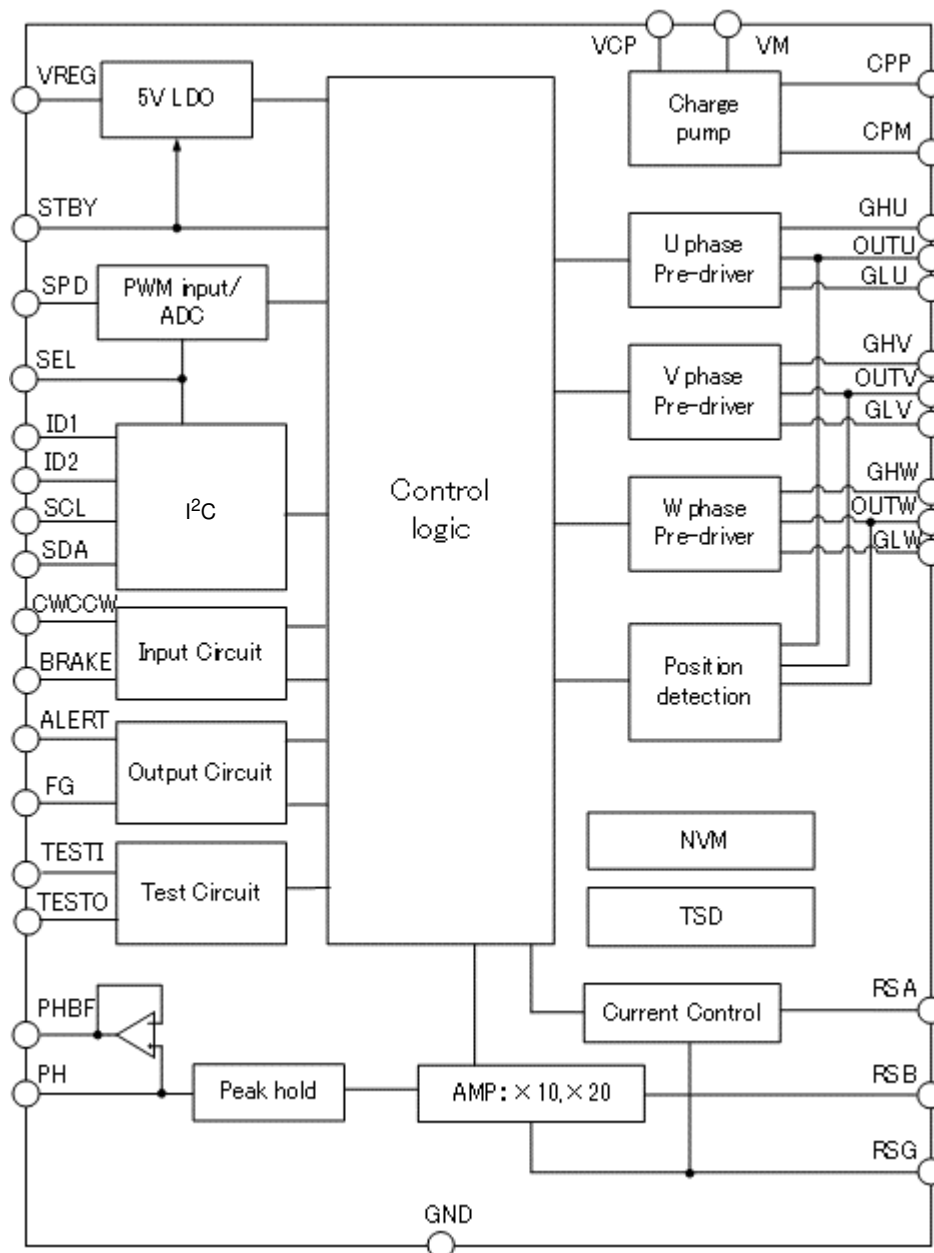 VCP
VM
VREG
5V LDO
STBY
SPD
PWM input/
ADC
SEL
ID1
ID2
SCL
SDA
I²C
CWCCW
BRAKE
Input Circuit
ALERT
FG
Output Circuit
TESTI
TESTO
Test Circuit
PHBF
PH
Peak hold
Control
logic
Charge
pump
CPP
CPM
U phase
Pre-driver
GHU
OUTU
GLU
V phase
Pre-driver
GHV
OUTV
GLV
W phase
Pre-driver
GHW
OUTW
GLW
Position
detection
NVM
TSD
Current Control
RSA
AMP: ×10,×20
RSB
RSG
GND